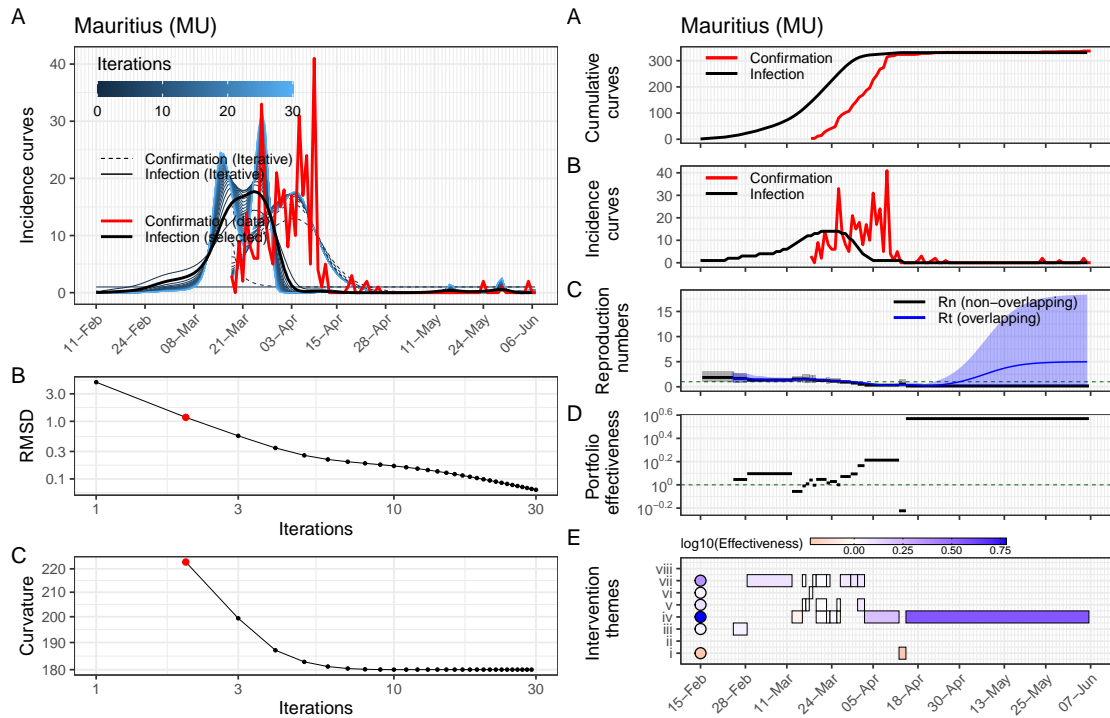 A
Mauritius (MU)
Incidence curves
40
30
20
10
0
Iterations
0 10 20 30
Confirmation (Iterative)
Infection (Iterative)
Confirmation (data)
Infection (selected)
11−Feb 24−Feb 08−Mar 21−Mar 03−Apr 15−Apr 28−Apr 11−May 24−May 06−Jun
B
RMSD
3.0
1.0
0.3
0.1
1 3 10 30
Iterations
C
Curvature
220
210
200
190
180
1 3 10 30
Iterations
A
Mauritius (MU)
Cumulative
curves
300
200
100
0
Confirmation
Infection
B
Incidence
curves
40
30
20
10
0
Confirmation
Infection
C
Reproduction
numbers
15
10
5
0
Rn (non−overlapping)
Rt (overlapping)
D
Portfolio
effectiveness
10^0.6
10^0.2
10^0
10^−0.2
E
log10(Effectiveness)
0.00 0.25 0.50 0.75
Intervention
themes
viii
vii
vi
v
iv
iii
ii
i
15−Feb 28−Feb 11−Mar 24−Mar 05−Apr 18−Apr 30−Apr 13−May 25−May 07−Jun